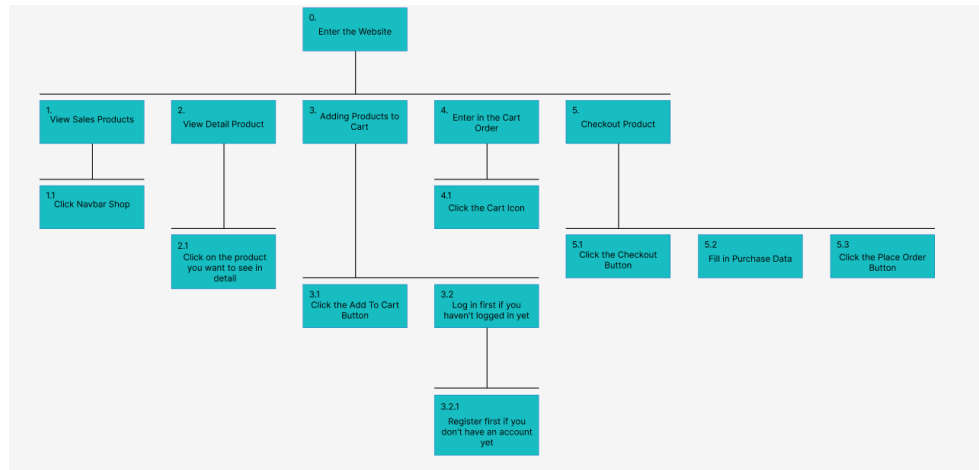 0.
Enter the Website
1.
View Sales Products
2.
View Detail Product
3.
Adding Products to
Cart
4.
Enter in the Cart
Order
5.
Checkout Product
1.1
Click Navbar Shop
4.1
Click the Cart Icon
2.1
Click on the product
you want to see in
detail
5.1
Click the Checkout
Button
5.2
Fill in Purchase Data
5.3
Click the Place Order
Button
3.1
Click the Add To Cart
Button
3.2
Log in first if you
haven't logged in yet
3.2.1
Register first if you
don't have an account
yet